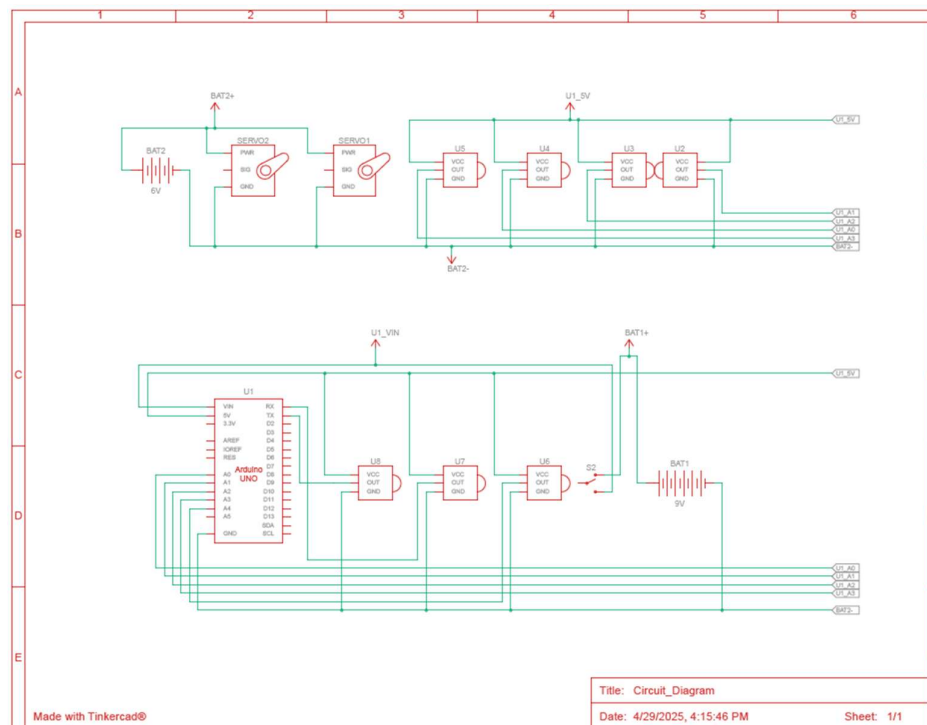 1 2 3 4 5 6
A
B
C
D
E
BAT2+
U1_5V
U1_5V
BAT2
6V
SERVO2
PWR
SIG
GND
SERVO1
PWR
SIG
GND
U5
VCC
OUT
GND
U4
VCC
OUT
GND
U3
VCC
OUT
GND
U2
VCC
OUT
GND
U1_A1
U1_A2
U1_A0
U1_A3
BAT2-
BAT2-
U1_VIN
BAT1+
U1_5V
U1
VIN
5V
3.3V
AREF
IOREF
RES
A0
A1
A2
A3
A4
A5
GND
Arduino
UNO
RX
TX
D2
D3
D4
D5
D6
D7
D8
D9
D10
D11
D12
D13
SDA
SCL
U8
VCC
OUT
GND
U7
VCC
OUT
GND
U6
VCC
OUT
GND
S2
BAT1
9V
U1_A0
U1_A1
U1_A2
U1_A3
BAT2-
Title: Circuit_Diagram
Made with Tinkercad®
Date: 4/29/2025, 4:15:46 PM Sheet: 1/1